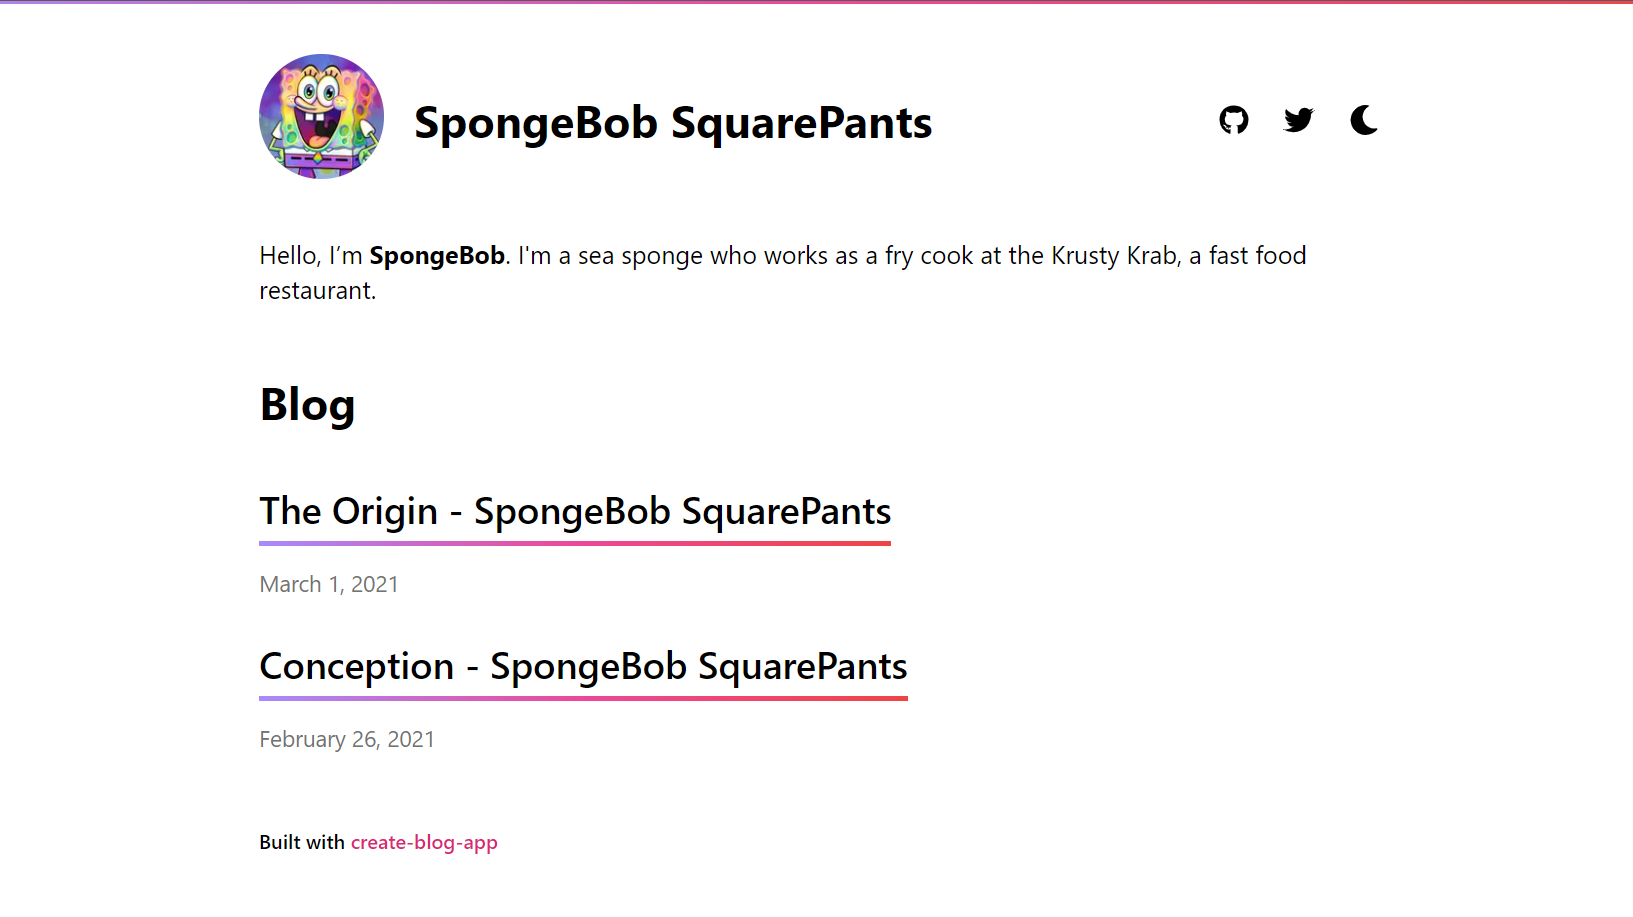 SpongeBob SquarePants
Hello, I’m SpongeBob. I'm a sea sponge who works as a fry cook at the Krusty Krab, a fast food
restaurant.
Blog
The Origin - SpongeBob SquarePants
March 1, 2021
Conception - SpongeBob SquarePants
February 26, 2021
Built with create-blog-app